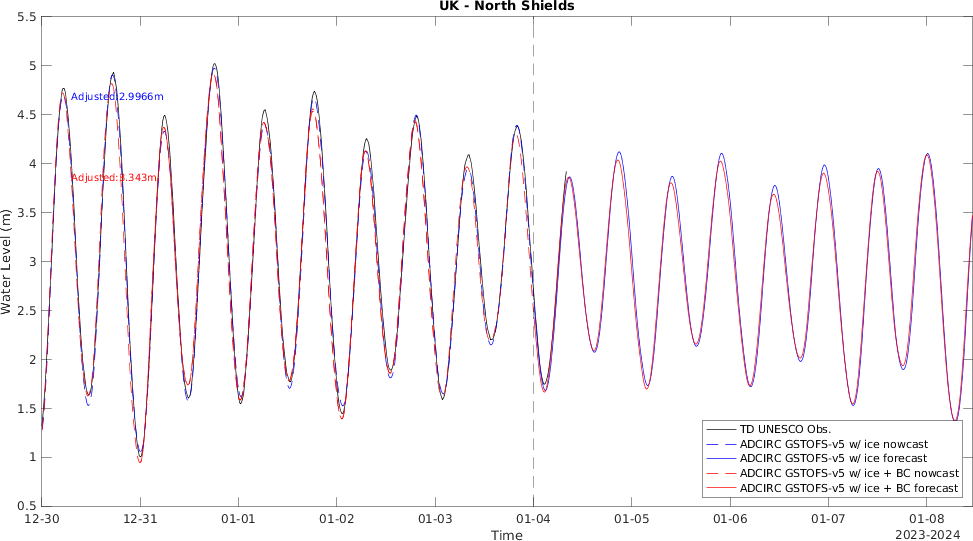 UK - North Shields
5.5
5
4.5
4
3.5
3
2.5
2
1.5
1
0.5
Water Level (m)
Adjusted:2.9966m
Adjusted:3.343m
TD UNESCO Obs.
ADCIRC GSTOFS-v5 w/ ice nowcast
ADCIRC GSTOFS-v5 w/ ice forecast
ADCIRC GSTOFS-v5 w/ ice + BC nowcast
ADCIRC GSTOFS-v5 w/ ice + BC forecast
12-30 12-31 01-01 01-02 01-03 01-04 01-05 01-06 01-07 01-08
Time
2023-2024